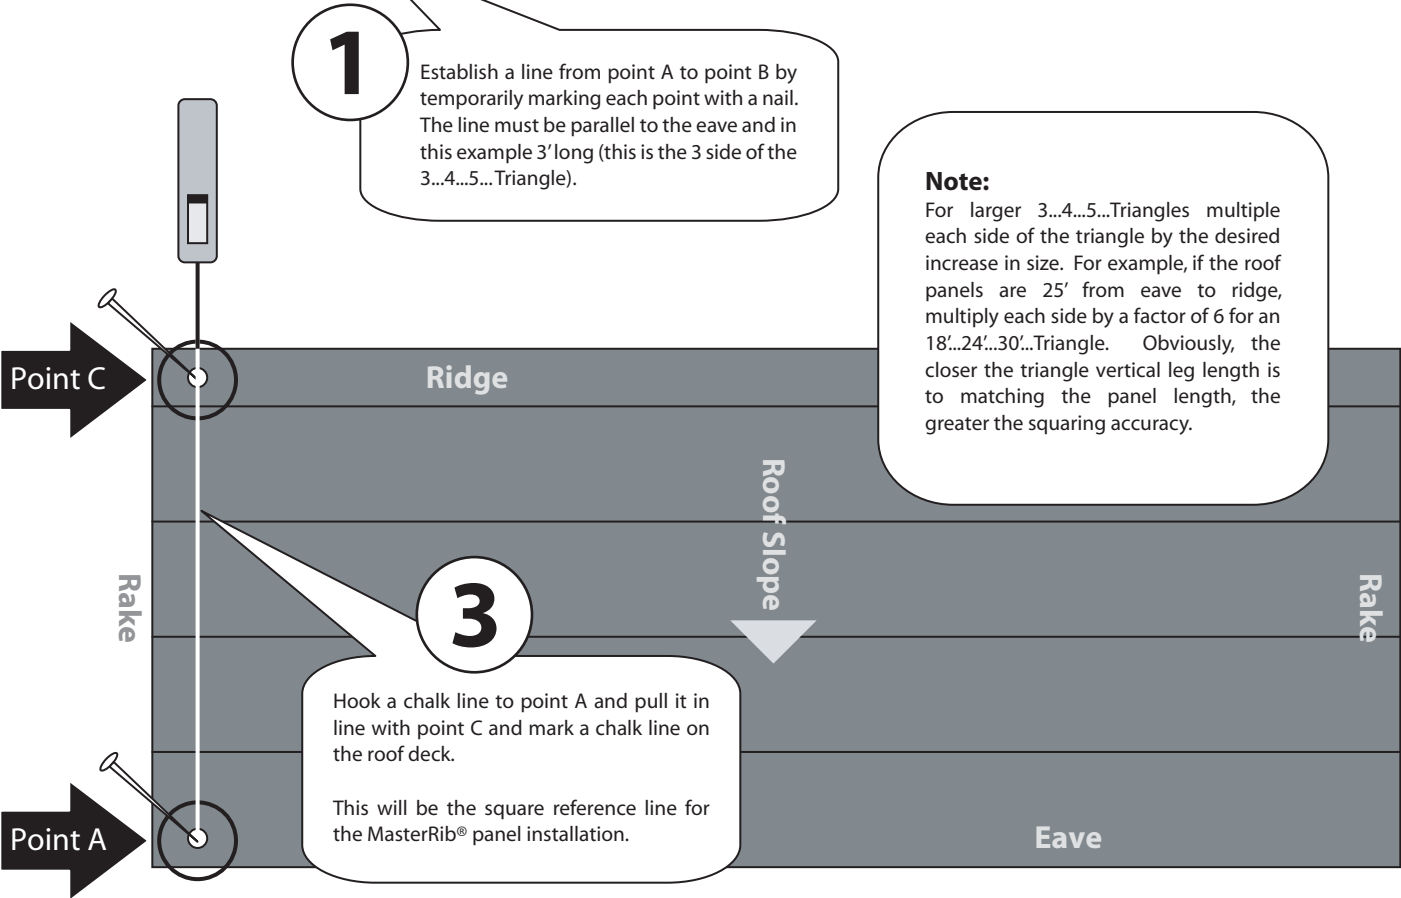 1
Establish a line from point A to point B by
temporarily marking each point with a nail.
The line must be parallel to the eave and in
this example 3' long (this is the 3 side of the
3...4...5... Triangle).
Note:
For larger 3...4...5...Triangles multiple
each side of the triangle by the desired
increase in size. For example, if the roof
panels are 25' from eave to ridge,
multiply each side by a factor of 6 for an
18'...24'...30'...Triangle. Obviously, the
closer the triangle vertical leg length is
to matching the panel length, the
greater the squaring accuracy.
Point C
Ridge
Roof Slope
Rake
Rake
3
Hook a chalk line to point A and pull it in
line with point C and mark a chalk line on
the roof deck.
This will be the square reference line for
the MasterRib® panel installation.
Point A
Eave